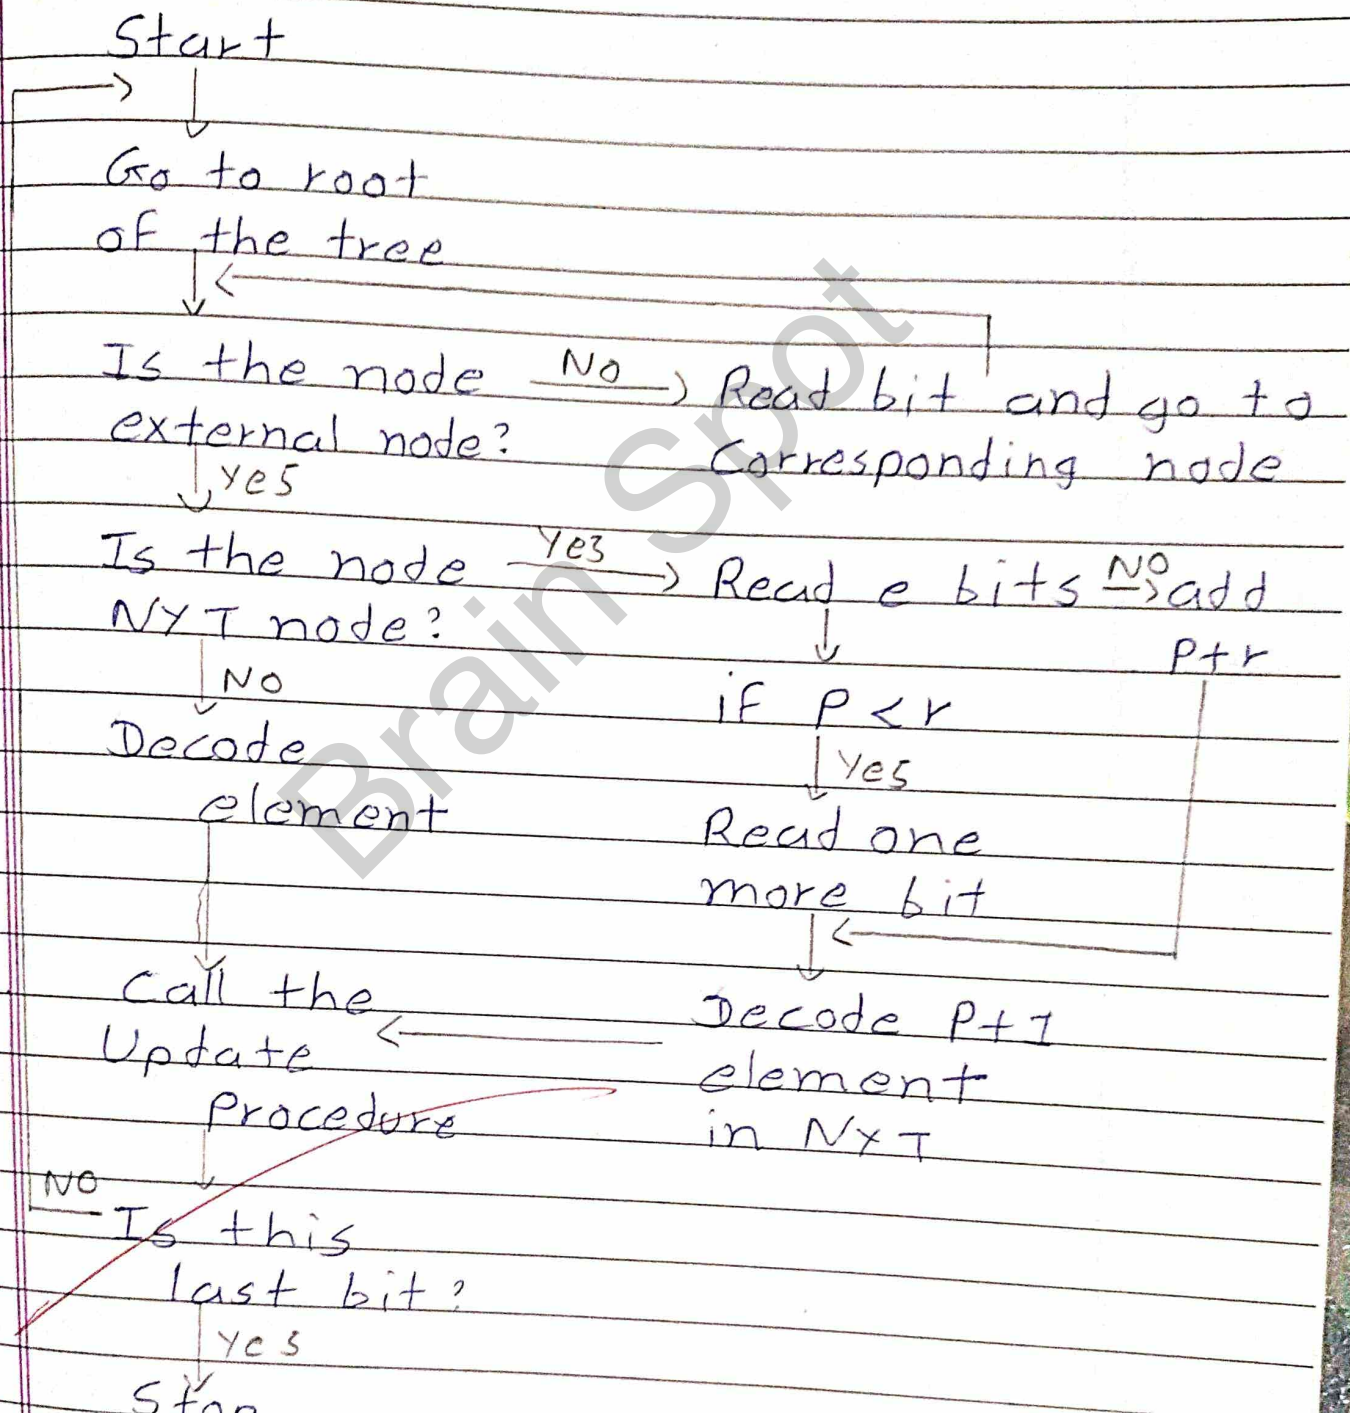 Start
Go to root
of the tree
Is the node NO Read bit and go to
external node? corresponding node
Yes
Is the node Yes Read e bits NO add
NYT node? P+r
NO if P<r
Decode Yes
element Read one
more bit
Call the Decode P+1
Update element
Procedure in NYT
NO
Is this
last bit?
Yes
Stop
Brain Spot